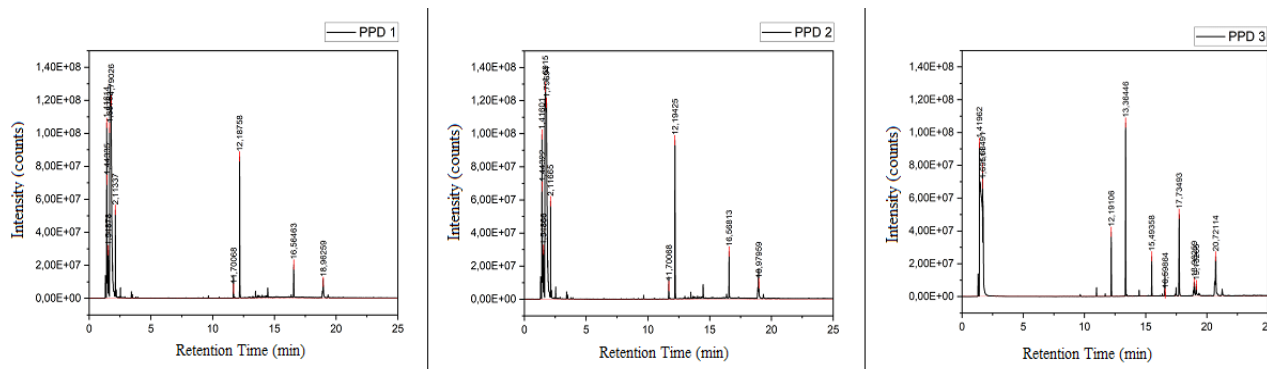 PPD 1
1,40E+08
1,20E+08
1,00E+08
8,00E+07
6,00E+07
4,00E+07
2,00E+07
0,00E+00
Intensity (counts)
2,11337
11,70068
12,18758
16,56463
18,96259
0 5 10 15 20 25
Retention Time (min)
PPD 2
1,40E+08
1,20E+08
1,00E+08
8,00E+07
6,00E+07
4,00E+07
2,00E+07
0,00E+00
Intensity (counts)
1,41601
2,11665
11,70068
12,19425
16,56813
18,97959
0 5 10 15 20 25
Retention Time (min)
PPD 3
1,40E+08
1,20E+08
1,00E+08
8,00E+07
6,00E+07
4,00E+07
2,00E+07
0,00E+00
Intensity (counts)
1,41962
12,19106
13,36446
15,49358
16,59864
17,73493
20,72114
0 5 10 15 20 25
Retention Time (min)